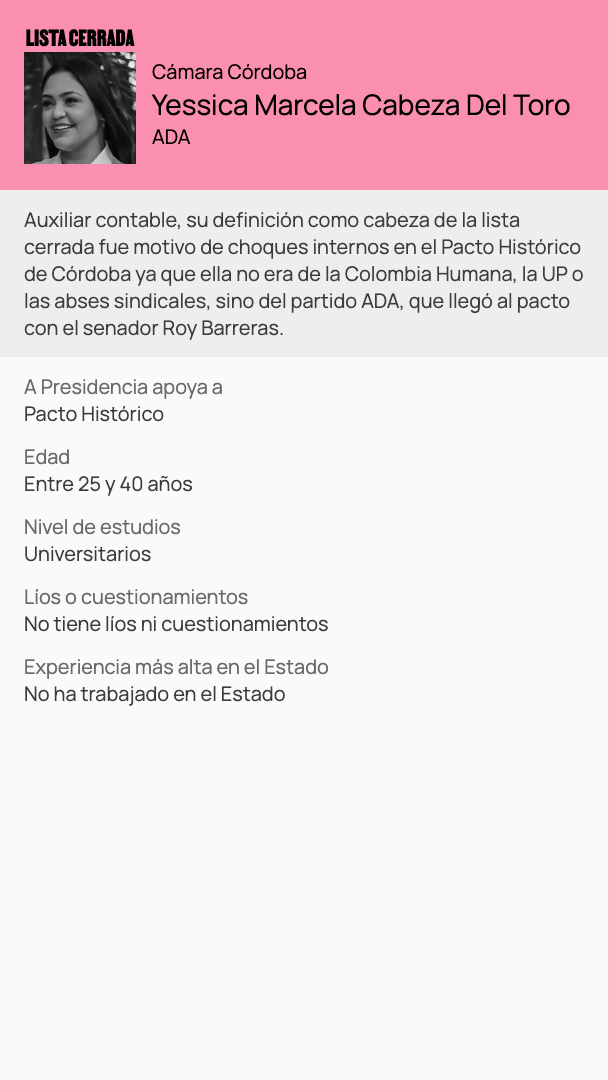 LISTA CERRADA
Cámara Córdoba
Yessica Marcela Cabeza Del Toro
ADA
Auxiliar contable, su definición como cabeza de la lista
cerrada fue motivo de choques internos en el Pacto Histórico
de Córdoba ya que ella no era de la Colombia Humana, la UP o
las abses sindicales, sino del partido ADA, que llegó al pacto
con el senador Roy Barreras.
A Presidencia apoya a
Pacto Histórico
Edad
Entre 25 y 40 años
Nivel de estudios
Universitarios
Líos o cuestionamientos
No tiene líos ni cuestionamientos
Experiencia más alta en el Estado
No ha trabajado en el Estado